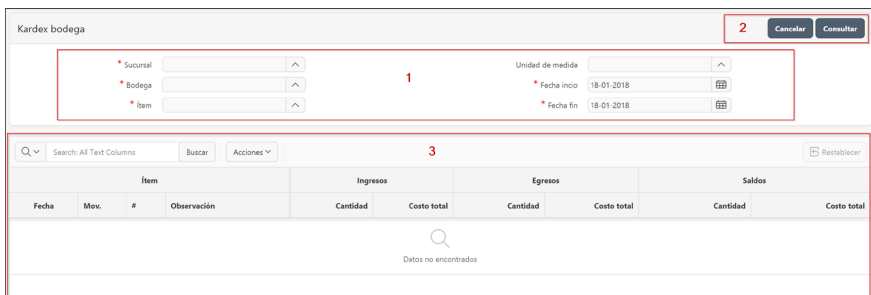 Kardex bodega
2
Cancelar
Consultar
* Sucursal
Unidad de medida
1
* Bodega
* Fecha incio
18-01-2018
* Ítem
* Fecha fin
18-01-2018
Search: All Text Columns
Buscar
Acciones
3
Restablecer
Ítem
Ingresos
Egresos
Saldos
Fecha
Mov.
#
Observación
Cantidad
Costo total
Cantidad
Costo total
Cantidad
Costo total
Datos no encontrados